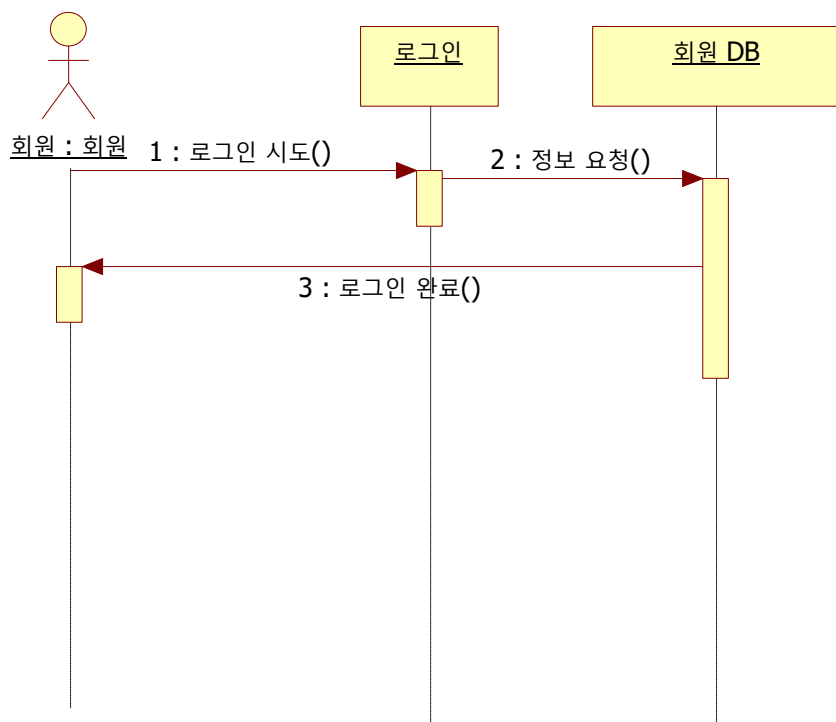 로그인
회원 DB
회원 : 회원
1 : 로그인 시도()
2 : 정보 요청()
3 : 로그인 완료()